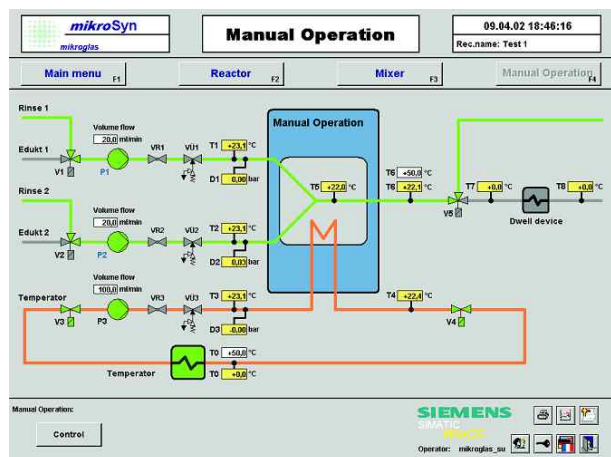 mikroSyn
mikroglas
Manual Operation
09.04.02 18:46:16
Rec.name: Test 1
Main menu F1
Reactor F2
Mixer F3
Manual Operation F4
Rinse 1
Manual Operation
Volume flow
20,0 ml/min
VR1 VÜ1 T1 +23,1 °C
Edukt 1
V1 P1 D1 0,00 bar
T5 +22,0 °C
T6 +50,0 °C
T6 +22,1 °C
T7 +0,0 °C
T8 +0,0 °C
V5
Dwell device
Rinse 2
Volume flow
20,0 ml/min
VR2 VÜ2 T2 +23,1 °C
Edukt 2
V2 P2 D2 0,03 bar
Volume flow
100,0 ml/min
Temperator
VR3 VÜ3 T3 +23,1 °C
T4 +22,4 °C
V3 P3 D3 -0,00 bar
V4
T0 +50,0 °C
Temperator T0 +0,0 °C
Manual Operation:
Control
SIEMENS
SIMATIC
WinCC
Operator: mikroglas_su